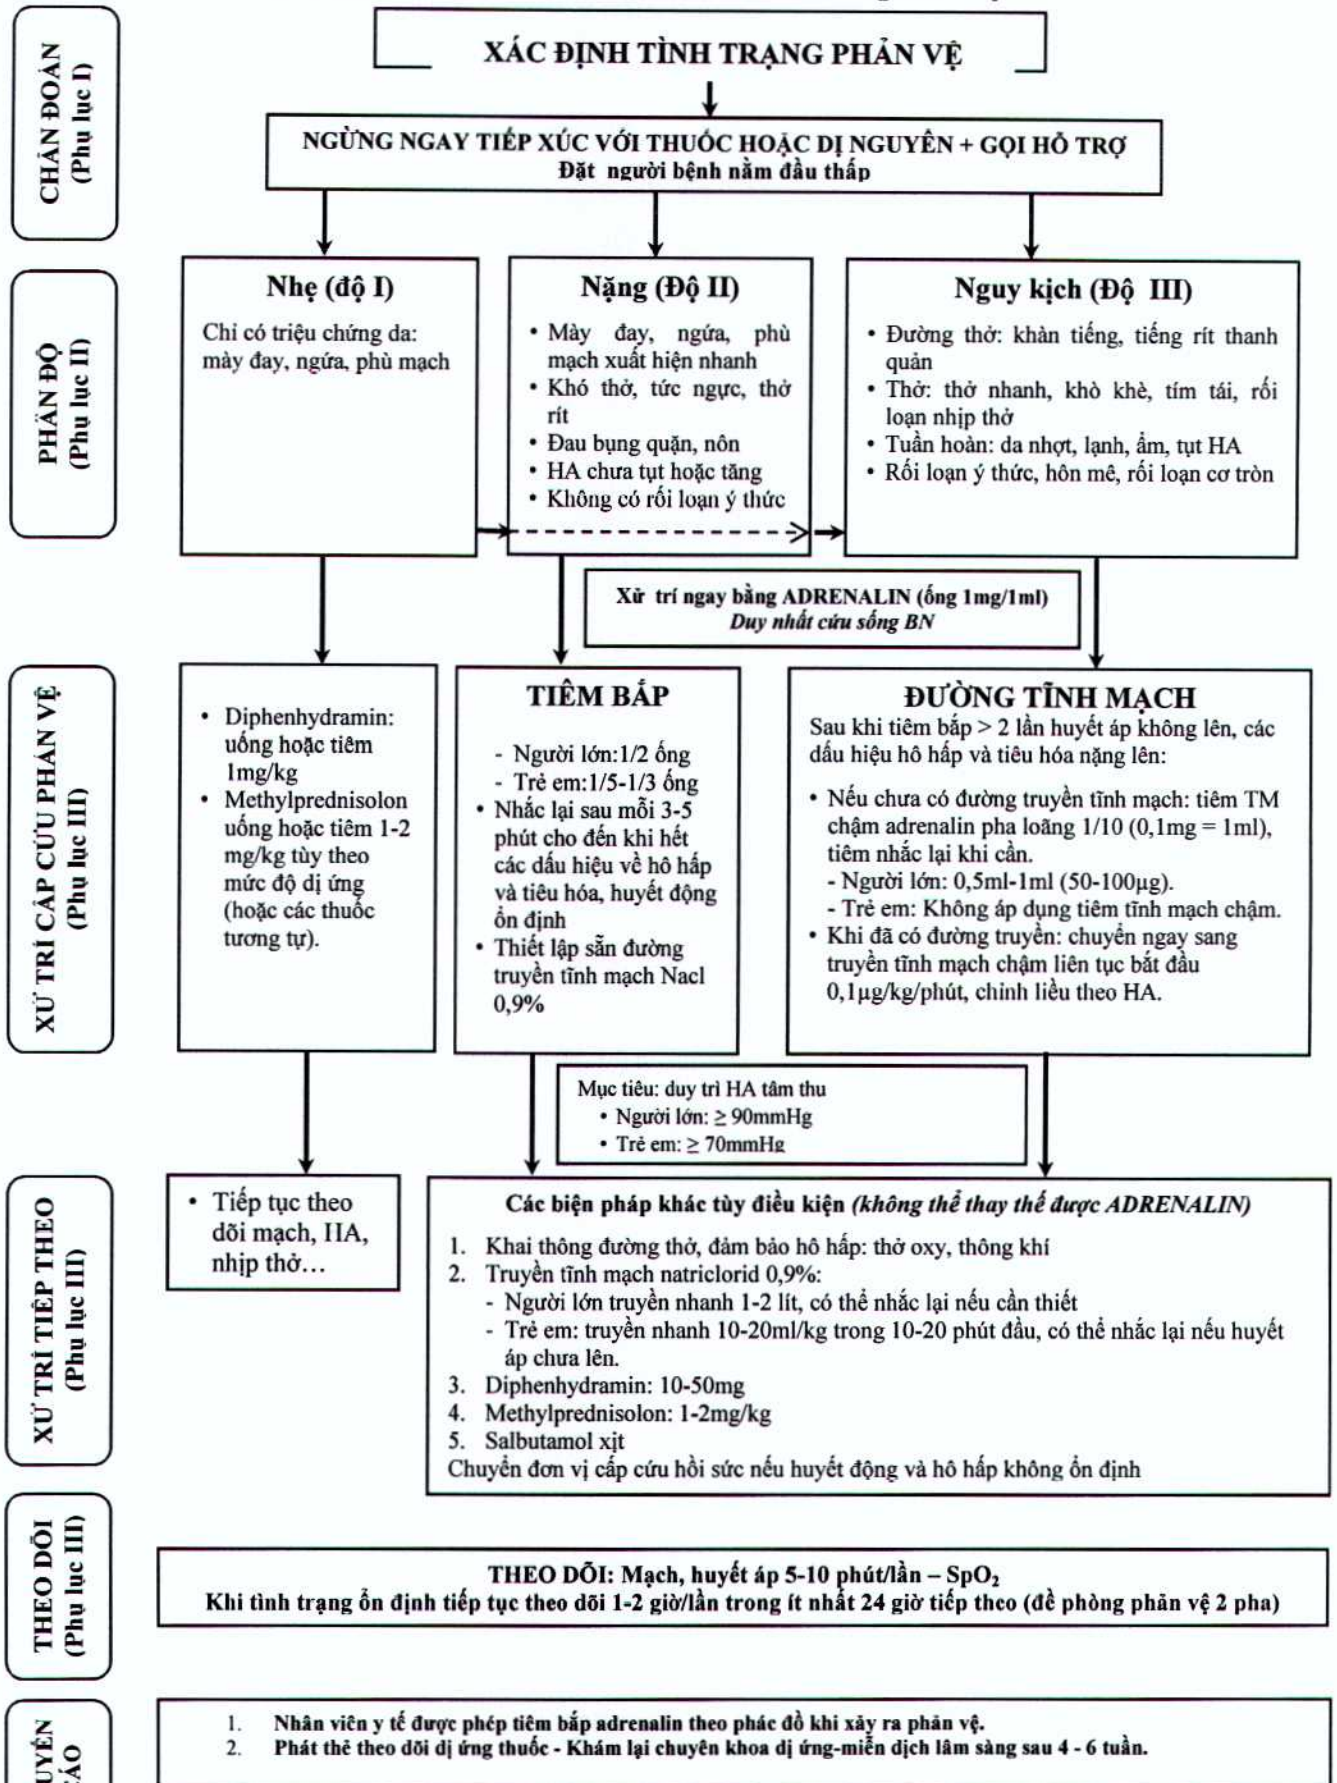 XÁC ĐỊNH TÌNH TRẠNG PHẢN VỆ
CHẨN ĐOÁN
(Phụ lục I)
NGỪNG NGAY TIẾP XÚC VỚI THUỐC HOẶC DỊ NGUYÊN + GỌI HỖ TRỢ
Đặt người bệnh nằm đầu thấp
PHÂN ĐỘ
(Phụ lục II)
Nhẹ (độ I)
Chỉ có triệu chứng da:
mày đay, ngứa, phù mạch
Nặng (Độ II)
• Mày đay, ngứa, phù
mạch xuất hiện nhanh
• Khó thở, tức ngực, thở
rít
• Đau bụng quặn, nôn
• HA chưa tụt hoặc tăng
• Không có rối loạn ý thức
Nguy kịch (Độ III)
• Đường thở: khàn tiếng, tiếng rít thanh
quản
• Thở: thở nhanh, khò khè, tím tái, rối
loạn nhịp thở
• Tuần hoàn: da nhợt, lạnh, ẩm, tụt HA
• Rối loạn ý thức, hôn mê, rối loạn cơ tròn
Xử trí ngay bằng ADRENALIN (ống 1mg/1ml)
Duy nhất cứu sống BN
XỬ TRÍ CẤP CỨU PHẢN VỆ
(Phụ lục III)
• Diphenhydramin:
uống hoặc tiêm
1mg/kg
• Methylprednisolon
uống hoặc tiêm 1-2
mg/kg tùy theo
mức độ dị ứng
(hoặc các thuốc
tương tự).
TIÊM BẮP
- Người lớn:1/2 ống
- Trẻ em:1/5-1/3 ống
• Nhắc lại sau mỗi 3-5
phút cho đến khi hết
các dấu hiệu về hô hấp
và tiêu hóa, huyết động
ổn định
• Thiết lập sẵn đường
truyền tĩnh mạch Nacl
0,9%
ĐƯỜNG TĨNH MẠCH
Sau khi tiêm bắp > 2 lần huyết áp không lên, các
dấu hiệu hô hấp và tiêu hóa nặng lên:
• Nếu chưa có đường truyền tĩnh mạch: tiêm TM
chậm adrenalin pha loãng 1/10 (0,1mg = 1ml),
tiêm nhắc lại khi cần.
- Người lớn: 0,5ml-1ml (50-100µg).
- Trẻ em: Không áp dụng tiêm tĩnh mạch chậm.
• Khi đã có đường truyền: chuyển ngay sang
truyền tĩnh mạch chậm liên tục bắt đầu
0,1µg/kg/phút, chỉnh liều theo HA.
Mục tiêu: duy trì HA tâm thu
• Người lớn: ≥ 90mmHg
• Trẻ em: ≥ 70mmHg
XỬ TRÍ TIẾP THEO
(Phụ lục III)
• Tiếp tục theo
dõi mạch, HA,
nhịp thở…
Các biện pháp khác tùy điều kiện (không thể thay thế được ADRENALIN)
1. Khai thông đường thở, đảm bảo hô hấp: thở oxy, thông khí
2. Truyền tĩnh mạch natriclorid 0,9%:
- Người lớn truyền nhanh 1-2 lít, có thể nhắc lại nếu cần thiết
- Trẻ em: truyền nhanh 10-20ml/kg trong 10-20 phút đầu, có thể nhắc lại nếu huyết
áp chưa lên.
3. Diphenhydramin: 10-50mg
4. Methylprednisolon: 1-2mg/kg
5. Salbutamol xịt
Chuyển đơn vị cấp cứu hồi sức nếu huyết động và hô hấp không ổn định
THEO DÕI
(Phụ lục III)
THEO DÕI: Mạch, huyết áp 5-10 phút/lần – SpO₂
Khi tình trạng ổn định tiếp tục theo dõi 1-2 giờ/lần trong ít nhất 24 giờ tiếp theo (đề phòng phản vệ 2 pha)
1. Nhân viên y tế được phép tiêm bắp adrenalin theo phác đồ khi xảy ra phản vệ.
2. Phát thẻ theo dõi dị ứng thuốc - Khám lại chuyên khoa dị ứng-miễn dịch lâm sàng sau 4 - 6 tuần.